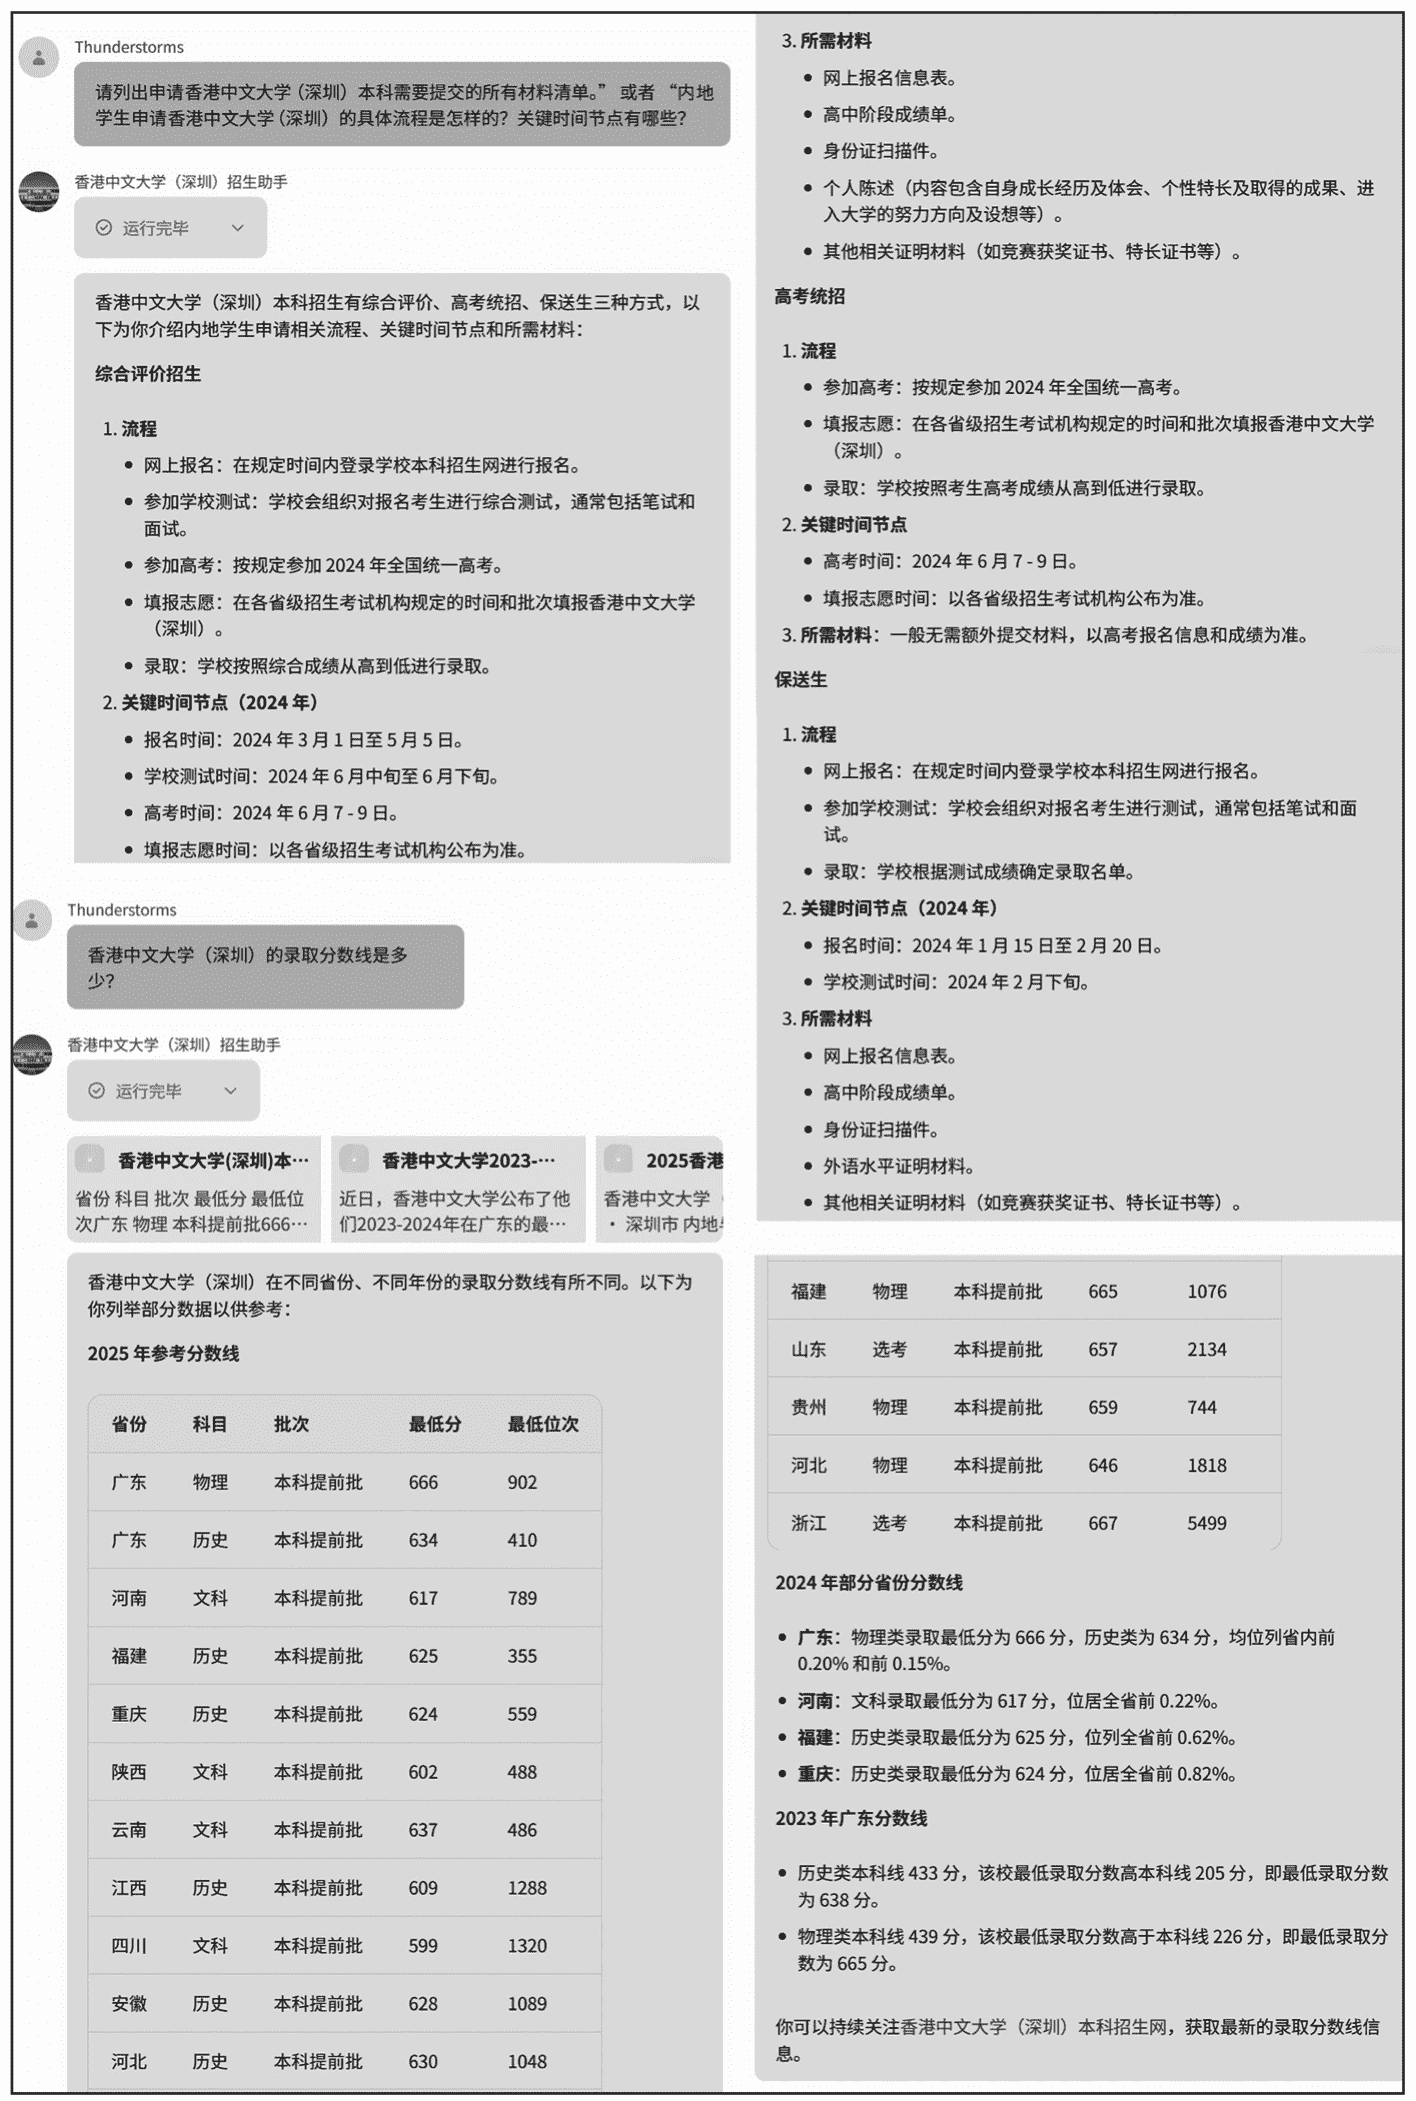 Thunderstorms
请列出申请香港中文大学（深圳）本科需要提交的所有材料清单。” 或者 “内地
学生申请香港中文大学（深圳）的具体流程是怎样的？关键时间节点有哪些？
香港中文大学（深圳）招生助手
运行完毕
香港中文大学（深圳）本科招生有综合评价、高考统招、保送生三种方式，以
下为你介绍内地学生申请相关流程、关键时间节点和所需材料：
综合评价招生
1. 流程
• 网上报名：在规定时间内登录学校本科招生网进行报名。
• 参加学校测试：学校会组织对报名考生进行综合测试，通常包括笔试和
面试。
• 参加高考：按规定参加 2024 年全国统一高考。
• 填报志愿：在各省级招生考试机构规定的时间和批次填报香港中文大学
（深圳）。
• 录取：学校按照综合成绩从高到低进行录取。
2. 关键时间节点（2024 年）
• 报名时间：2024 年 3 月 1 日至 5 月 5 日。
• 学校测试时间：2024 年 6 月中旬至 6 月下旬。
• 高考时间：2024 年 6 月 7 - 9 日。
• 填报志愿时间：以各省级招生考试机构公布为准。
3. 所需材料
• 网上报名信息表。
• 高中阶段成绩单。
• 身份证扫描件。
• 个人陈述（内容包含自身成长经历及体会、个性特长及取得的成果、进
入大学的努力方向及设想等）。
• 其他相关证明材料（如竞赛获奖证书、特长证书等）。
高考统招
1. 流程
• 参加高考：按规定参加 2024 年全国统一高考。
• 填报志愿：在各省级招生考试机构规定的时间和批次填报香港中文大学
（深圳）。
• 录取：学校按照考生高考成绩从高到低进行录取。
2. 关键时间节点
• 高考时间：2024 年 6 月 7 - 9 日。
• 填报志愿时间：以各省级招生考试机构公布为准。
3. 所需材料：一般无需额外提交材料，以高考报名信息和成绩为准。
保送生
1. 流程
• 网上报名：在规定时间内登录学校本科招生网进行报名。
• 参加学校测试：学校会组织对报名考生进行测试，通常包括笔试和面
试。
• 录取：学校根据测试成绩确定录取名单。
2. 关键时间节点（2024 年）
• 报名时间：2024 年 1 月 15 日至 2 月 20 日。
• 学校测试时间：2024 年 2 月下旬。
3. 所需材料
• 网上报名信息表。
• 高中阶段成绩单。
• 身份证扫描件。
• 外语水平证明材料。
• 其他相关证明材料（如竞赛获奖证书、特长证书等）。
Thunderstorms
香港中文大学（深圳）的录取分数线是多
少？
香港中文大学（深圳）招生助手
运行完毕
香港中文大学(深圳)本…
省份 科目 批次 最低分 最低位
次广东 物理 本科提前批666…
香港中文大学2023-…
近日，香港中文大学公布了他
们2023-2024年在广东的最…
2025香港
香港中文大学
· 深圳市 内地
香港中文大学（深圳）在不同省份、不同年份的录取分数线有所不同。以下为
你列举部分数据以供参考：
2025 年参考分数线
省份 科目 批次 最低分 最低位次
广东 物理 本科提前批 666 902
广东 历史 本科提前批 634 410
河南 文科 本科提前批 617 789
福建 历史 本科提前批 625 355
重庆 历史 本科提前批 624 559
陕西 文科 本科提前批 602 488
云南 文科 本科提前批 637 486
江西 历史 本科提前批 609 1288
四川 文科 本科提前批 599 1320
安徽 历史 本科提前批 628 1089
河北 历史 本科提前批 630 1048
福建 物理 本科提前批 665 1076
山东 选考 本科提前批 657 2134
贵州 物理 本科提前批 659 744
河北 物理 本科提前批 646 1818
浙江 选考 本科提前批 667 5499
2024 年部分省份分数线
• 广东：物理类录取最低分为 666 分，历史类为 634 分，均位列省内前
0.20% 和前 0.15%。
• 河南：文科录取最低分为 617 分，位居全省前 0.22%。
• 福建：历史类录取最低分为 625 分，位列全省前 0.62%。
• 重庆：历史类录取最低分为 624 分，位居全省前 0.82%。
2023 年广东分数线
• 历史类本科线 433 分，该校最低录取分数高本科线 205 分，即最低录取分数
为 638 分。
• 物理类本科线 439 分，该校最低录取分数高于本科线 226 分，即最低录取分
数为 665 分。
你可以持续关注香港中文大学（深圳）本科招生网，获取最新的录取分数线信
息。